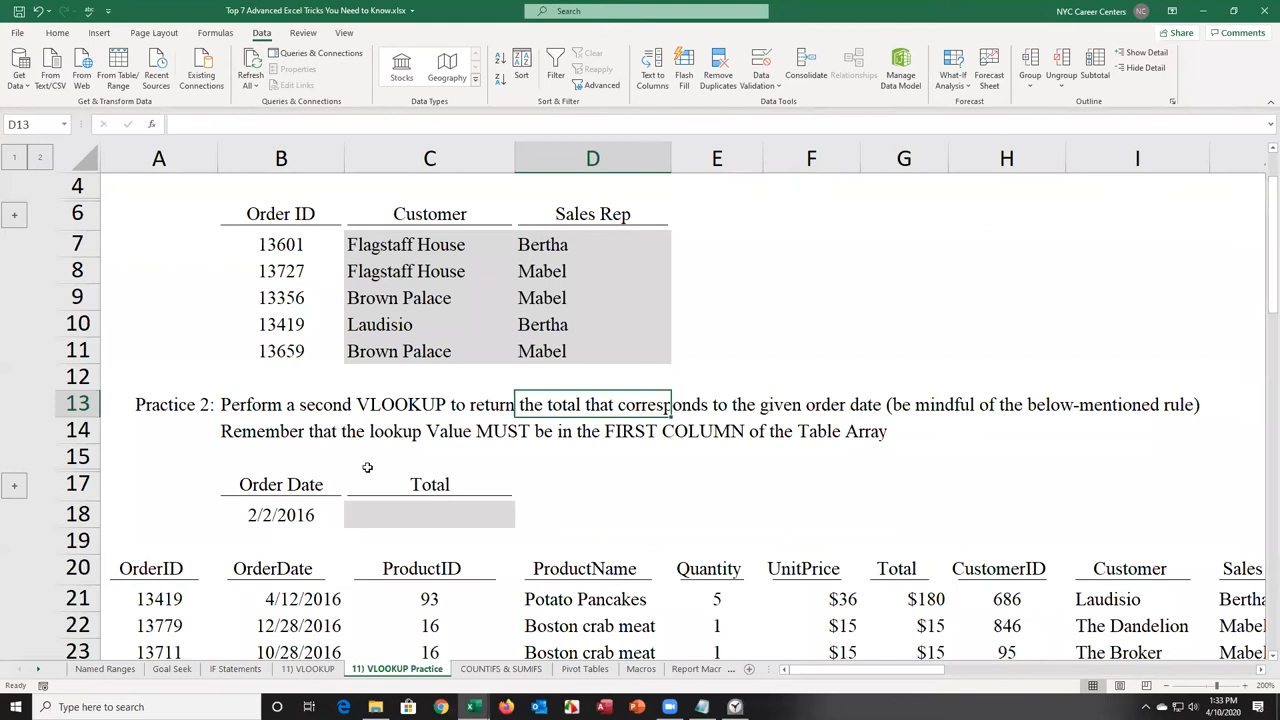 Top 7 Advanced Excel Tricks You Need to Know.xlsx
Search
NYC Career Centers
NC
File Home Insert Page Layout Formulas Data Review View
Share Comments
Get Data
From Text/CSV
From Web
From Table/Range
Recent Sources
Existing Connections
Get & Transform Data
Refresh All
Queries & Connections
Properties
Edit Links
Queries & Connections
Stocks
Geography
Data Types
Sort
Filter
Clear
Reapply
Advanced
Sort & Filter
Text to Columns
Flash Fill
Remove Duplicates
Data Validation
Consolidate
Relationships
Manage Data Model
Data Tools
What-If Analysis
Forecast Sheet
Forecast
Group
Ungroup
Subtotal
Show Detail
Hide Detail
Outline
D13
fx
1 2
A B C D E F G H I
4
6 Order ID Customer Sales Rep
7 13601 Flagstaff House Bertha
8 13727 Flagstaff House Mabel
9 13356 Brown Palace Mabel
10 13419 Laudisio Bertha
11 13659 Brown Palace Mabel
12
13 Practice 2: Perform a second VLOOKUP to return the total that corresponds to the given order date (be mindful of the below-mentioned rule)
14 Remember that the lookup Value MUST be in the FIRST COLUMN of the Table Array
15
17 Order Date Total
18 2/2/2016
19
20 OrderID OrderDate ProductID ProductName Quantity UnitPrice Total CustomerID Customer Sales
21 13419 4/12/2016 93 Potato Pancakes 5 $36 $180 686 Laudisio Bertha
22 13779 12/28/2016 16 Boston crab meat 1 $15 $15 846 The Dandelion Mabel
23 13711 10/28/2016 16 Boston crab meat 1 $15 $15 95 The Broker Mabel
Named Ranges Goal Seek IF Statements 11) VLOOKUP 11) VLOOKUP Practice COUNTIFS & SUMIFS Pivot Tables Macros Report Macr ...
Ready
200%
Type here to search
1:33 PM
4/10/2020